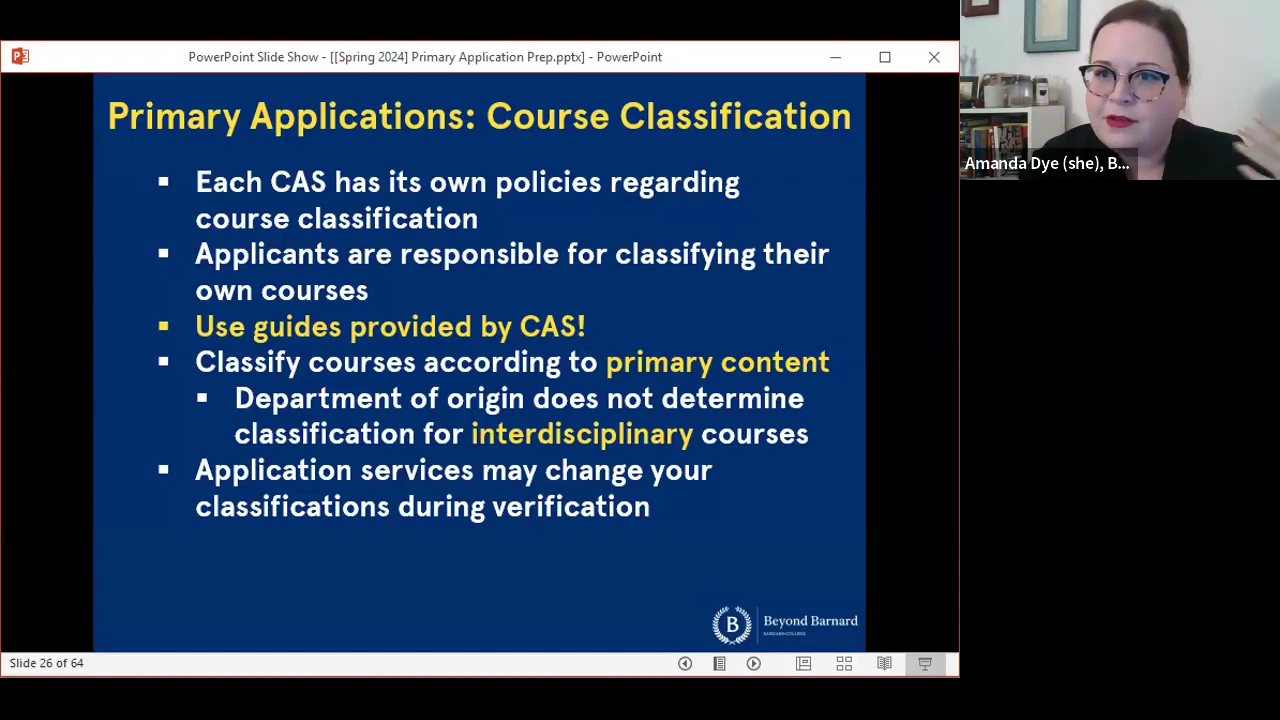 PowerPoint Slide Show - [[Spring 2024] Primary Application Prep.pptx] - PowerPoint
Primary Applications: Course Classification
▪ Each CAS has its own policies regarding
course classification
▪ Applicants are responsible for classifying their
own courses
▪ Use guides provided by CAS!
▪ Classify courses according to primary content
▪ Department of origin does not determine
classification for interdisciplinary courses
▪ Application services may change your
classifications during verification
B
Beyond Barnard
BARNARD COLLEGE
Slide 26 of 64
Amanda Dye (she), B...